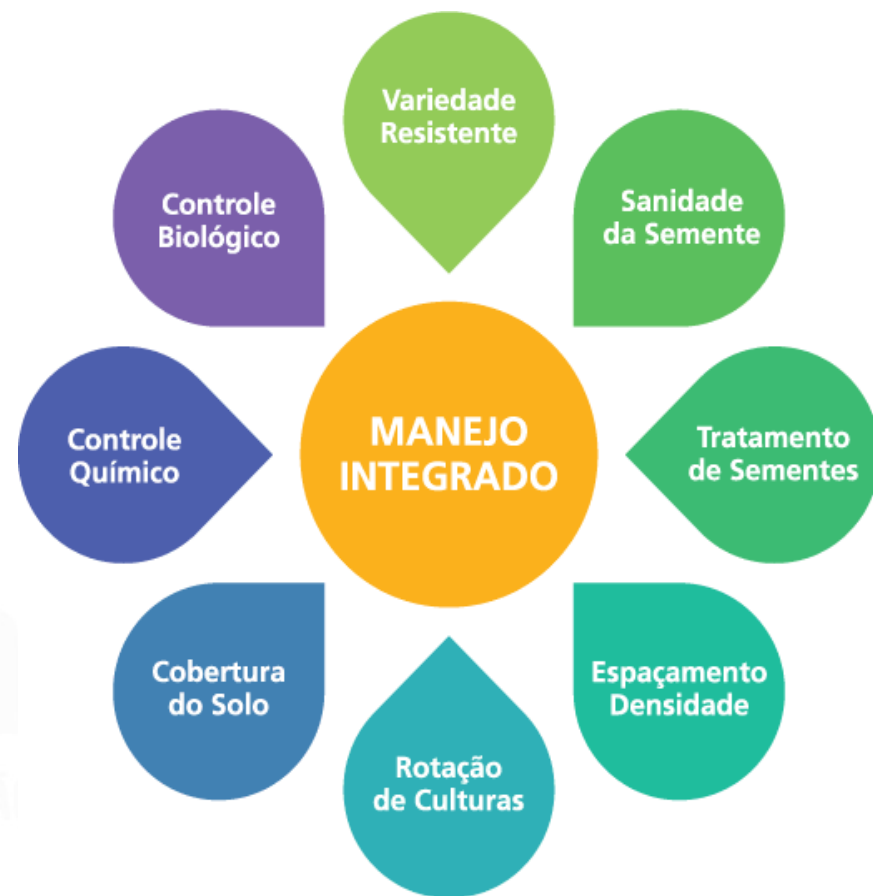 Variedade
Resistente
Sanidade
da Semente
Tratamento
de Sementes
Espaçamento
Densidade
Rotação
de Culturas
Cobertura
do Solo
Controle
Químico
Controle
Biológico
MANEJO
INTEGRADO